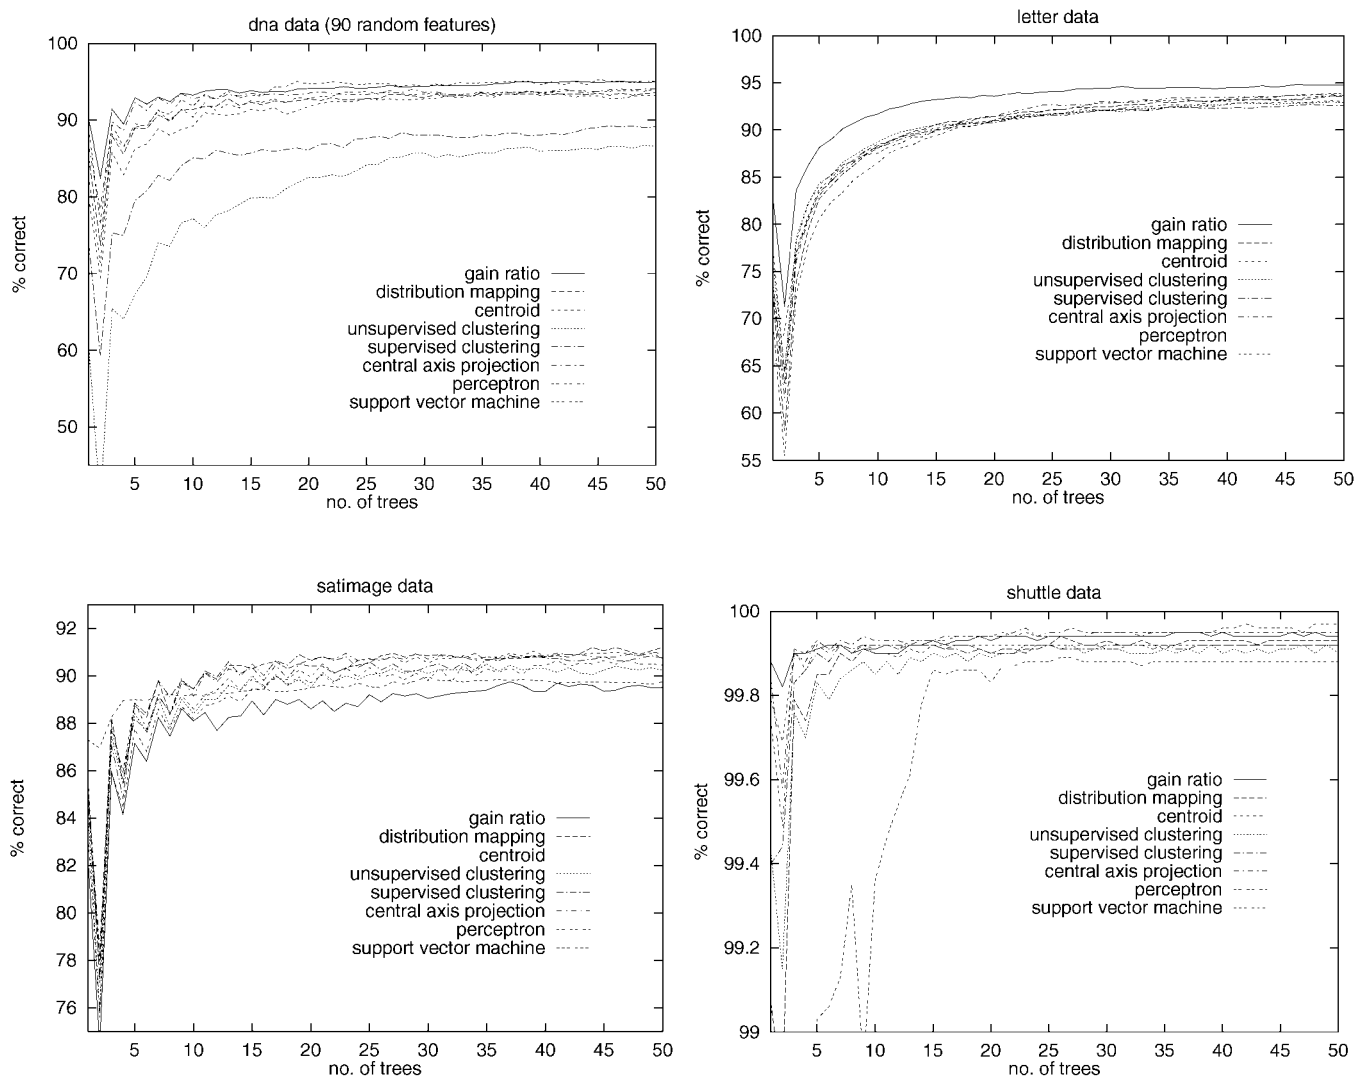 dna data (90 random features)
100
90
80
70
60
50
% correct
gain ratio
distribution mapping
centroid
unsupervised clustering
supervised clustering
central axis projection
perceptron
support vector machine
5 10 15 20 25 30 35 40 45 50
no. of trees
letter data
100
95
90
85
80
75
70
65
60
55
% correct
gain ratio
distribution mapping
centroid
unsupervised clustering
supervised clustering
central axis projection
perceptron
support vector machine
5 10 15 20 25 30 35 40 45 50
no. of trees
satimage data
92
90
88
86
84
82
80
78
76
% correct
gain ratio
distribution mapping
centroid
unsupervised clustering
supervised clustering
central axis projection
perceptron
support vector machine
5 10 15 20 25 30 35 40 45 50
no. of trees
shuttle data
100
99.8
99.6
99.4
99.2
99
% correct
gain ratio
distribution mapping
centroid
unsupervised clustering
supervised clustering
central axis projection
perceptron
support vector machine
5 10 15 20 25 30 35 40 45 50
no. of trees